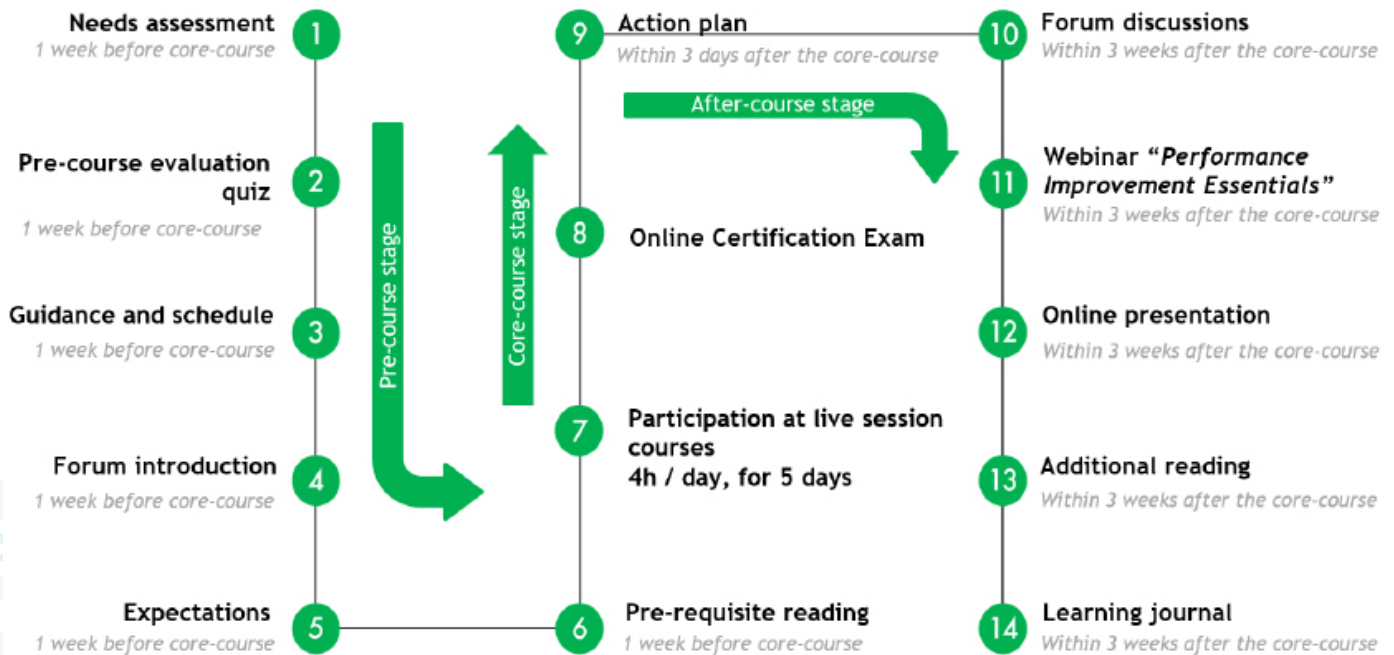 Needs assessment
1 week before core-course
1
Pre-course evaluation
quiz
1 week before core-course
2
Guidance and schedule
1 week before core-course
3
Forum introduction
1 week before core-course
4
Expectations
1 week before core-course
5
Pre-course stage
6
Pre-requisite reading
1 week before core-course
Core-course stage
7
Participation at live session
courses
4h / day, for 5 days
8
Online Certification Exam
9
Action plan
Within 3 days after the core-course
After-course stage
10
Forum discussions
Within 3 weeks after the core-course
11
Webinar “Performance
Improvement Essentials”
Within 3 weeks after the core-course
12
Online presentation
Within 3 weeks after the core-course
13
Additional reading
Within 3 weeks after the core-course
14
Learning journal
Within 3 weeks after the core-course